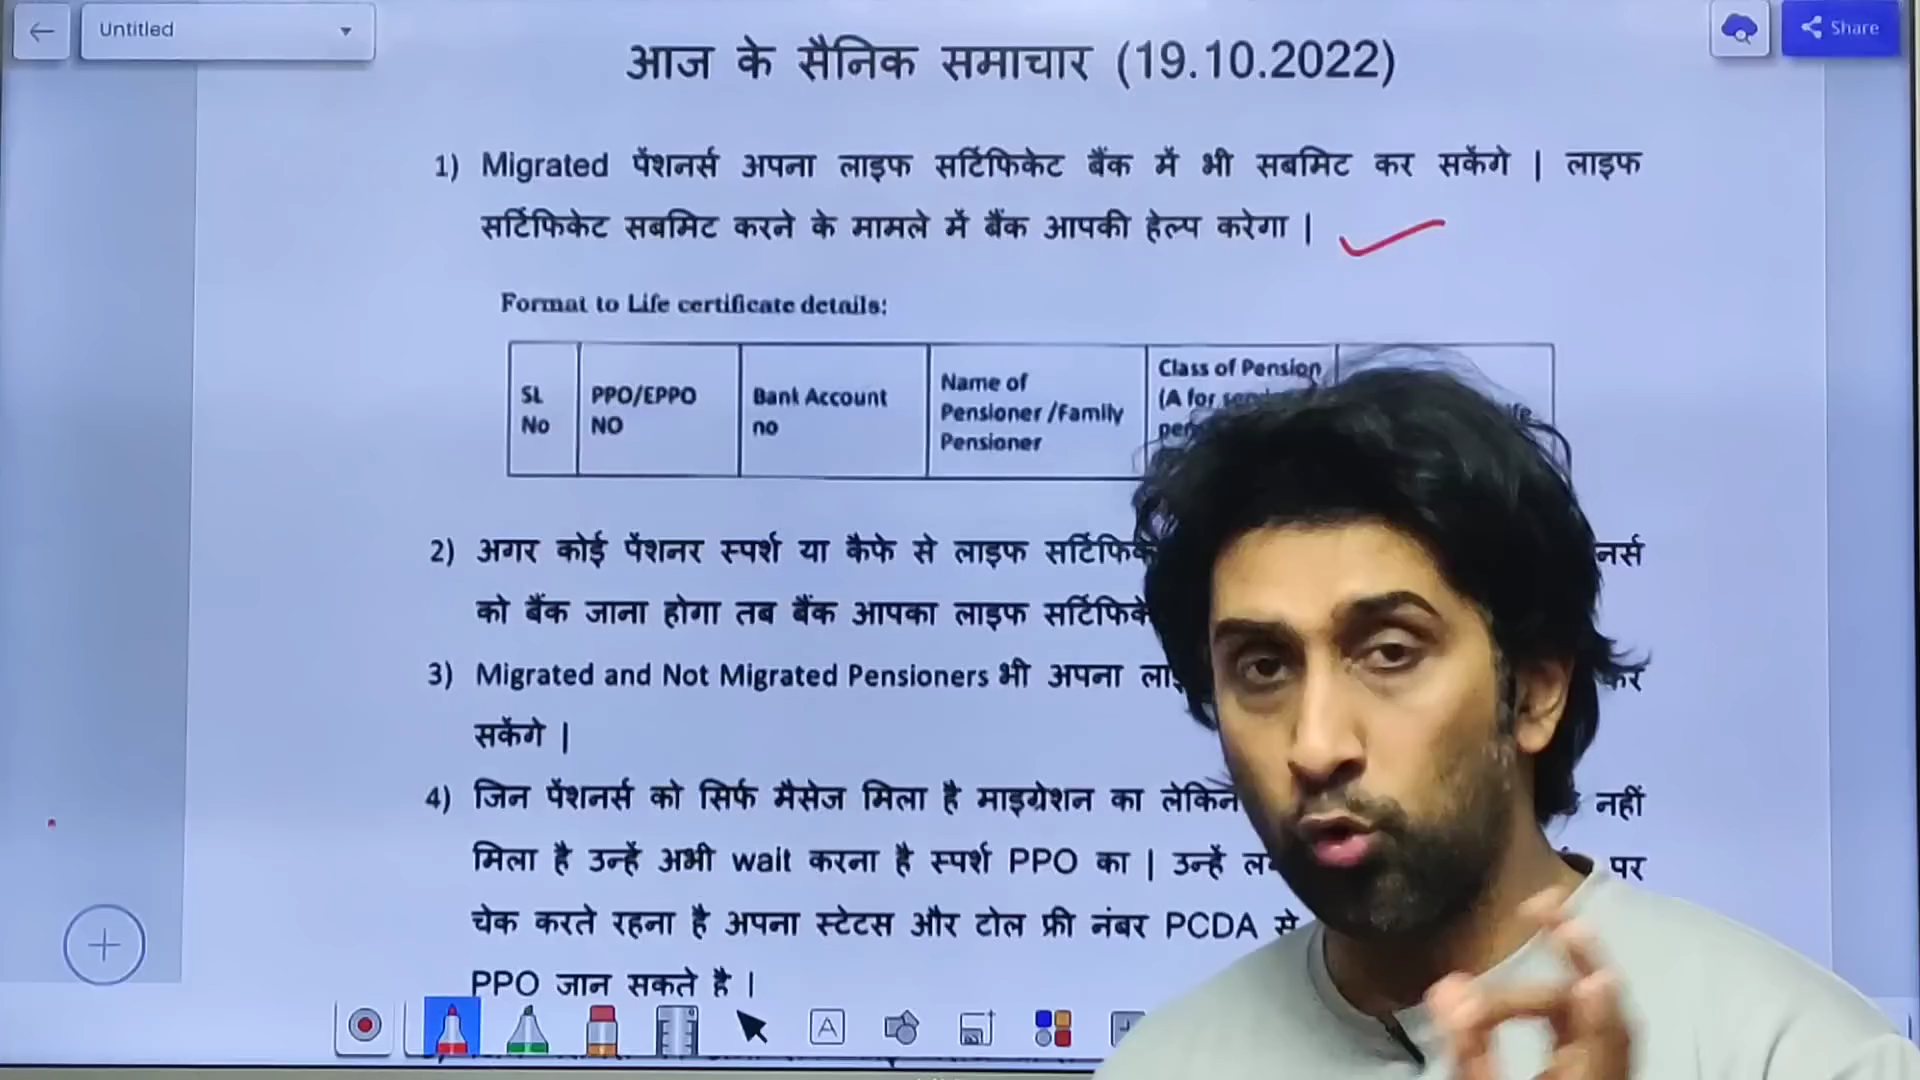 Untitled
Share
आज के सैनिक समाचार (19.10.2022)
1) Migrated पेंशनर्स अपना लाइफ सर्टिफिकेट बैंक में भी सबमिट कर सकेंगे | लाइफ
सर्टिफिकेट सबमिट करने के मामले में बैंक आपकी हेल्प करेगा |
Format to Life certificate details:
SL No
PPO/EPPO NO
Bank Account no
Name of Pensioner /Family Pensioner
Class of Pension (A for
2) अगर कोई पेंशनर स्पर्श या कैफे से लाइफ
को बैंक जाना होगा तब बैंक आपका लाइफ
3) Migrated and Not Migrated Pensioners भी अपना कर
सकेंगे |
4) जिन पेंशनर्स को सिर्फ मैसेज मिला है माइग्रेशन का लेकिन नहीं
मिला है उन्हें अभी wait करना है स्पर्श PPO का | उन्हें पर
चेक करते रहना है अपना स्टेटस और टोल फ्री नंबर PCDA से
PPO जान सकते है |